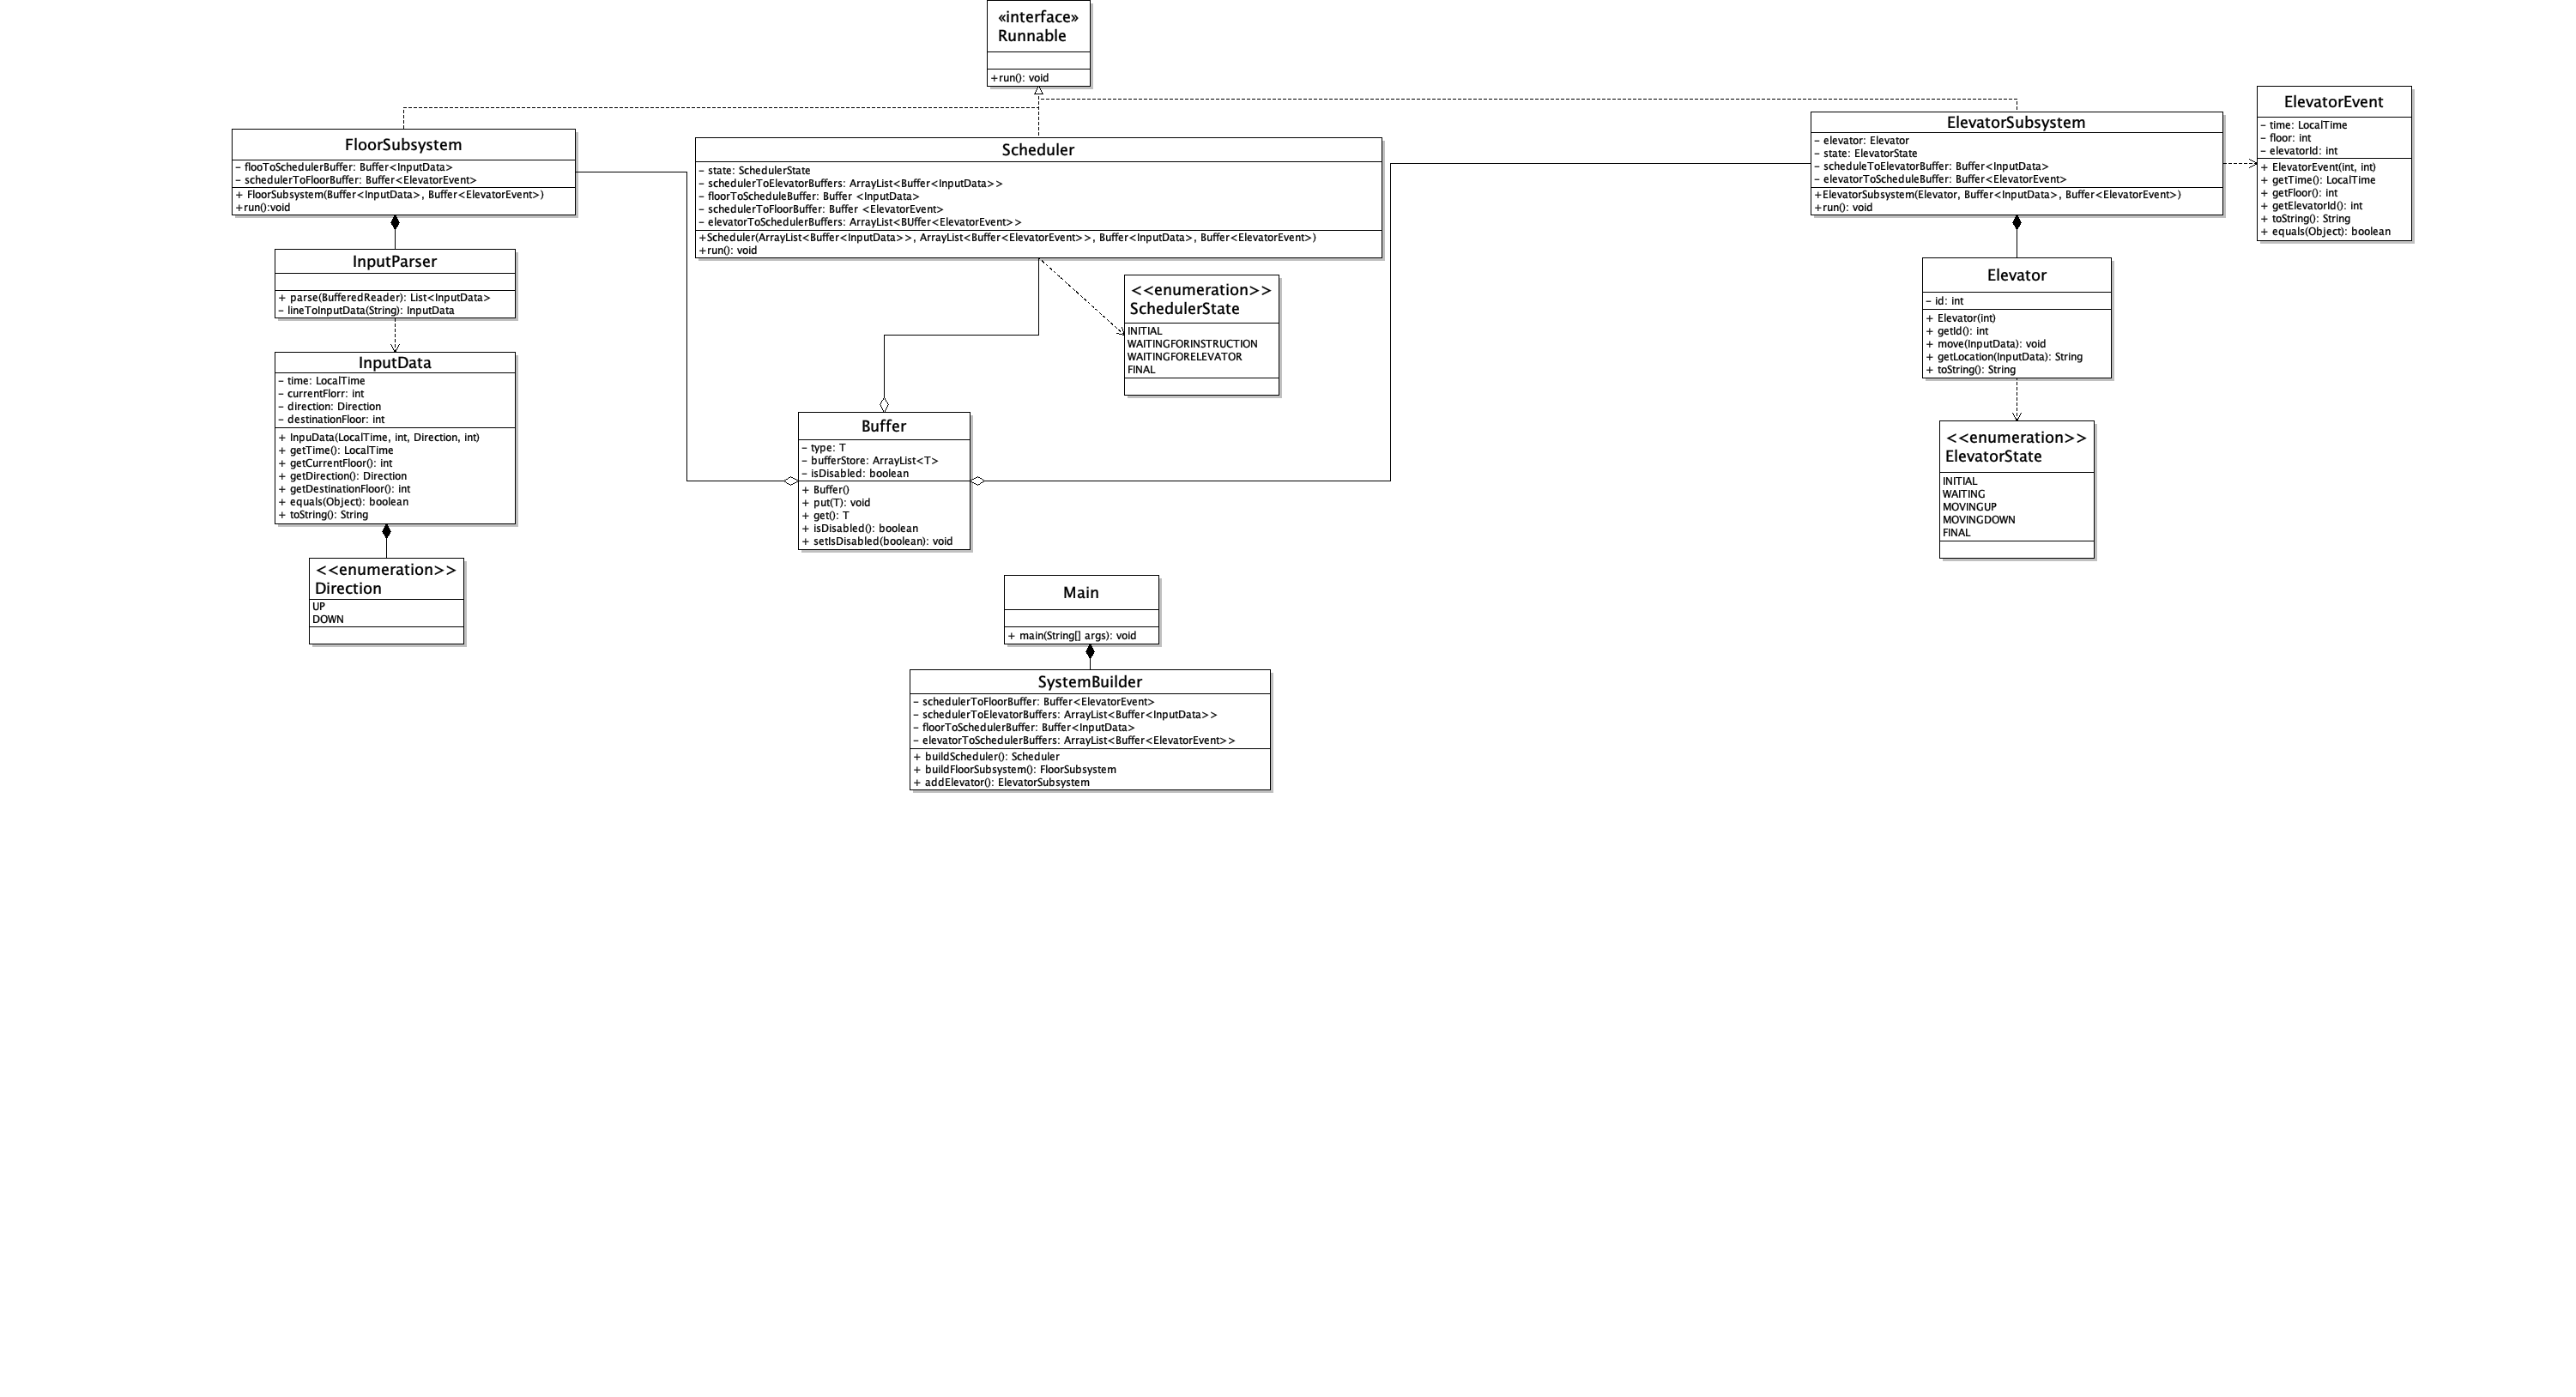 «interface»
Runnable
+run(): void
FloorSubsystem
- flooToSchedulerBuffer: Buffer<InputData>
- schedulerToFloorBuffer: Buffer<ElevatorEvent>
+ FloorSubsystem(Buffer<InputData>, Buffer<ElevatorEvent>)
+run():void
InputParser
+ parse(BufferedReader): List<InputData>
- lineToInputData(String): InputData
InputData
- time: LocalTime
- currentFlorr: int
- direction: Direction
- destinationFloor: int
+ InpuData(LocalTime, int, Direction, int)
+ getTime(): LocalTime
+ getCurrentFloor(): int
+ getDirection(): Direction
+ getDestinationFloor(): int
+ equals(Object): boolean
+ toString(): String
<<enumeration>>
Direction
UP
DOWN
Scheduler
- state: SchedulerState
- schedulerToElevatorBuffers: ArrayList<Buffer<InputData>>
- floorToScheduleBuffer: Buffer <InputData>
- schedulerToFloorBuffer: Buffer <ElevatorEvent>
- elevatorToSchedulerBuffers: ArrayList<BUffer<ElevatorEvent>>
+Scheduler(ArrayList<Buffer<InputData>>, ArrayList<Buffer<ElevatorEvent>>, Buffer<InputData>, Buffer<ElevatorEvent>)
+run(): void
<<enumeration>>
SchedulerState
INITIAL
WAITINGFORINSTRUCTION
WAITINGFORELEVATOR
FINAL
Buffer
- type: T
- bufferStore: ArrayList<T>
- isDisabled: boolean
+ Buffer()
+ put(T): void
+ get(): T
+ isDisabled(): boolean
+ setIsDisabled(boolean): void
Main
+ main(String[] args): void
SystemBuilder
- schedulerToFloorBuffer: Buffer<ElevatorEvent>
- schedulerToElevatorBuffers: ArrayList<Buffer<InputData>>
- floorToSchedulerBuffer: Buffer<InputData>
- elevatorToSchedulerBuffers: ArrayList<Buffer<ElevatorEvent>>
+ buildScheduler(): Scheduler
+ buildFloorSubsystem(): FloorSubsystem
+ addElevator(): ElevatorSubsystem
ElevatorSubsystem
- elevator: Elevator
- state: ElevatorState
- scheduleToElevatorBuffer: Buffer<InputData>
- elevatorToScheduleBuffer: Buffer<ElevatorEvent>
+ElevatorSubsystem(Elevator, Buffer<InputData>, Buffer<ElevatorEvent>)
+run(): void
Elevator
- id: int
+ Elevator(int)
+ getId(): int
+ move(InputData): void
+ getLocation(InputData): String
+ toString(): String
<<enumeration>>
ElevatorState
INITIAL
WAITING
MOVINGUP
MOVINGDOWN
FINAL
ElevatorEvent
- time: LocalTime
- floor: int
- elevatorId: int
+ ElevatorEvent(int, int)
+ getTime(): LocalTime
+ getFloor(): int
+ getElevatorId(): int
+ toString(): String
+ equals(Object): boolean